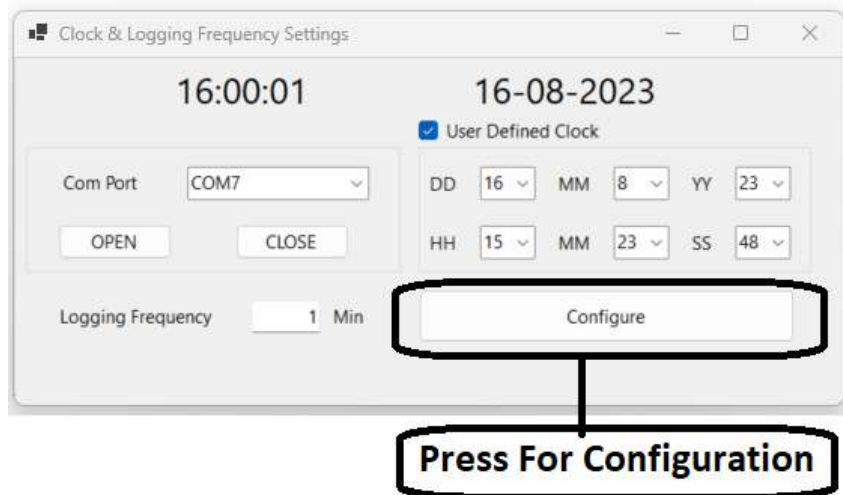 Clock & Logging Frequency Settings
16:00:01 16-08-2023
User Defined Clock
Com Port COM7 DD 16 MM 8 YY 23
OPEN CLOSE HH 15 MM 23 SS 48
Logging Frequency 1 Min Configure
Press For Configuration